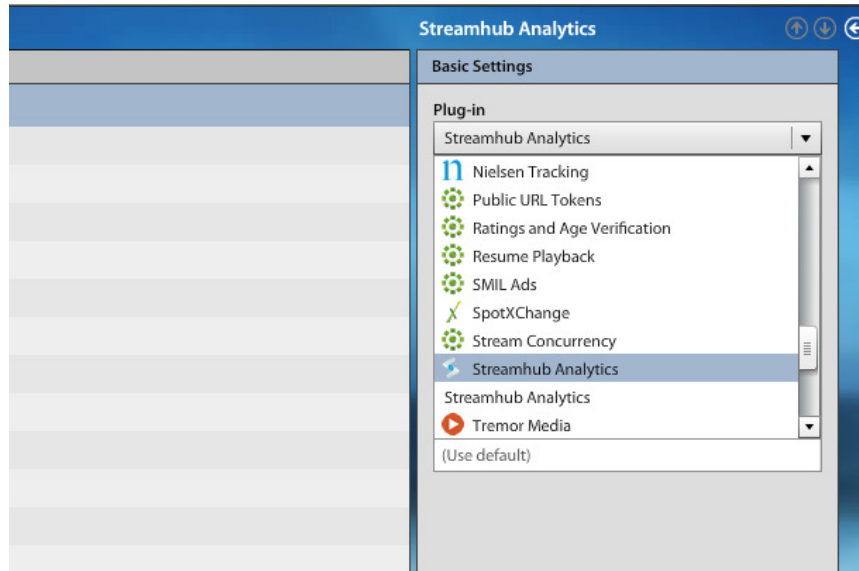 Streamhub Analytics
Basic Settings
Plug-in
Streamhub Analytics
Nielsen Tracking
Public URL Tokens
Ratings and Age Verification
Resume Playback
SMIL Ads
SpotXChange
Stream Concurrency
Streamhub Analytics
Streamhub Analytics
Tremor Media
(Use default)